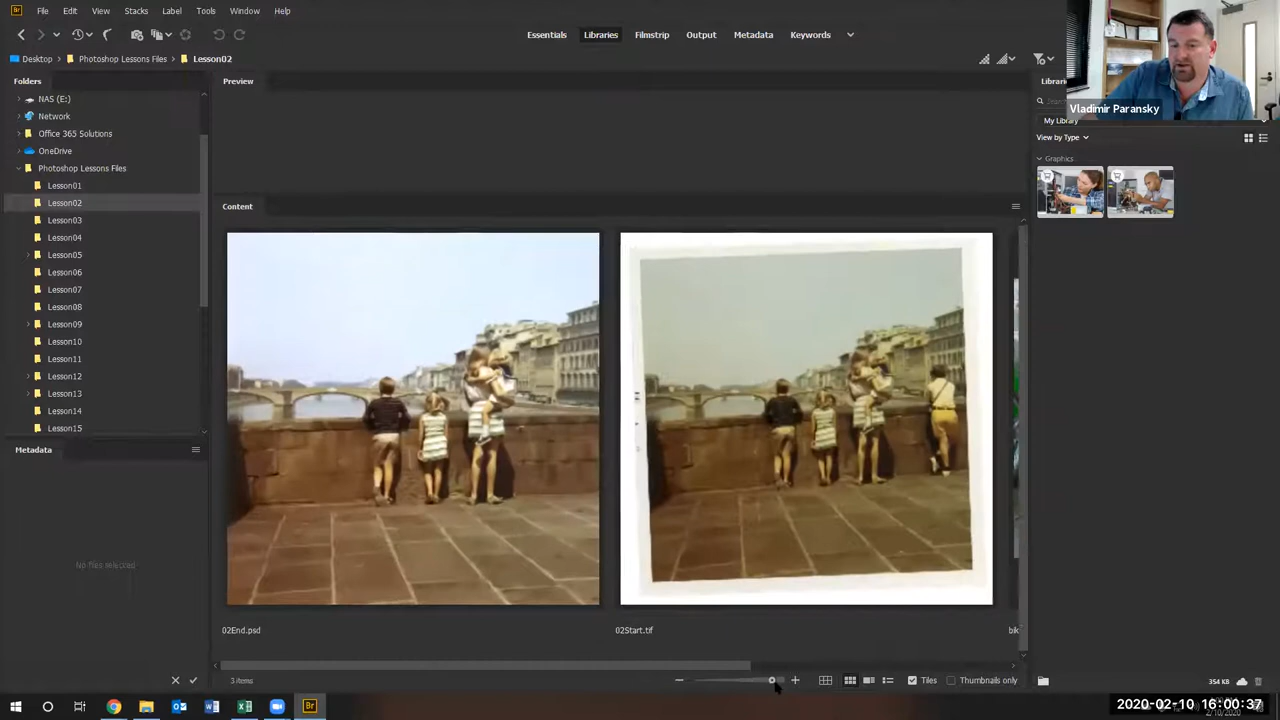 Br File Edit View Stacks Label Tools Window Help
Essentials Libraries Filmstrip Output Metadata Keywords
Desktop Photoshop Lessons Files Lesson02
Folders
NAS (E:)
Network
Office 365 Solutions
OneDrive
Photoshop Lessons Files
Lesson01
Lesson02
Lesson03
Lesson04
Lesson05
Lesson06
Lesson07
Lesson08
Lesson09
Lesson10
Lesson11
Lesson12
Lesson13
Lesson14
Lesson15
Metadata
No files selected
Preview
Content
02End.psd 02Start.tif bik
3 items
Tiles Thumbnails only
Vladimir Paransky
My Library
View by Type
Graphics
354 KB
Br
2020-02-10 16:00:37